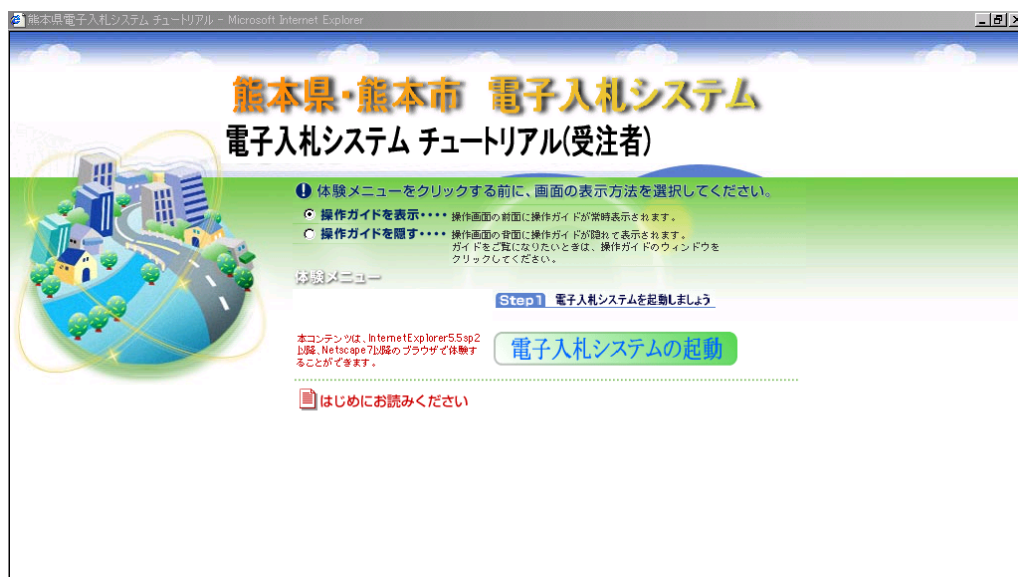 熊本県電子入札システム チュートリアル - Microsoft Internet Explorer
熊本県・熊本市 電子入札システム
電子入札システム チュートリアル(受注者)
体験メニューをクリックする前に、画面の表示方法を選択してください。
操作ガイドを表示・・・・ 操作画面の前面に操作ガイドが常時表示されます。
操作ガイドを隠す・・・・ 操作画面の背面に操作ガイドが隠れて表示されます。
ガイドをご覧になりたいときは、操作ガイドのウィンドウを
クリックしてください。
体験メニュー
Step1 電子入札システムを起動しましょう
本コンテンツは、InternetExplorer5.5sp2
以降、Netscape7以降のブラウザで体験す
ることができます。
電子入札システムの起動
はじめにお読みください